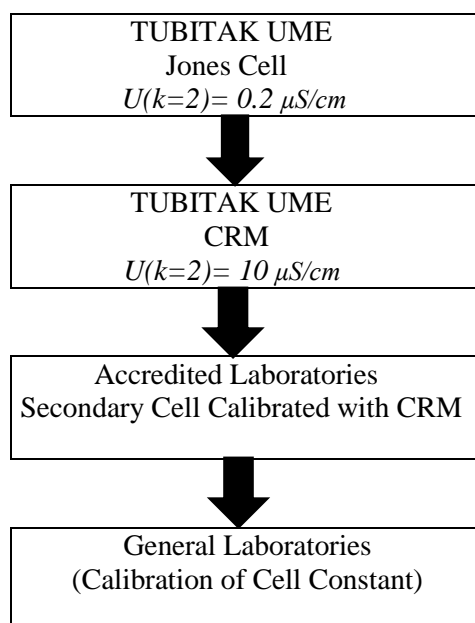 TUBITAK UME
Jones Cell
U(k=2)= 0.2 μS/cm
TUBITAK UME
CRM
U(k=2)= 10 μS/cm
Accredited Laboratories
Secondary Cell Calibrated with CRM
General Laboratories
(Calibration of Cell Constant)